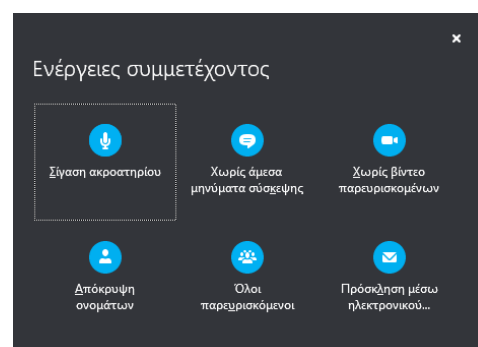 Ενέργειες συμμετέχοντος
Σίγαση ακροατηρίου
Χωρίς άμεσα
μηνύματα σύσκεψης
Χωρίς βίντεο
παρευρισκομένων
Απόκρυψη
ονομάτων
Όλοι
παρευρισκόμενοι
Πρόσκληση μέσω
ηλεκτρονικού...